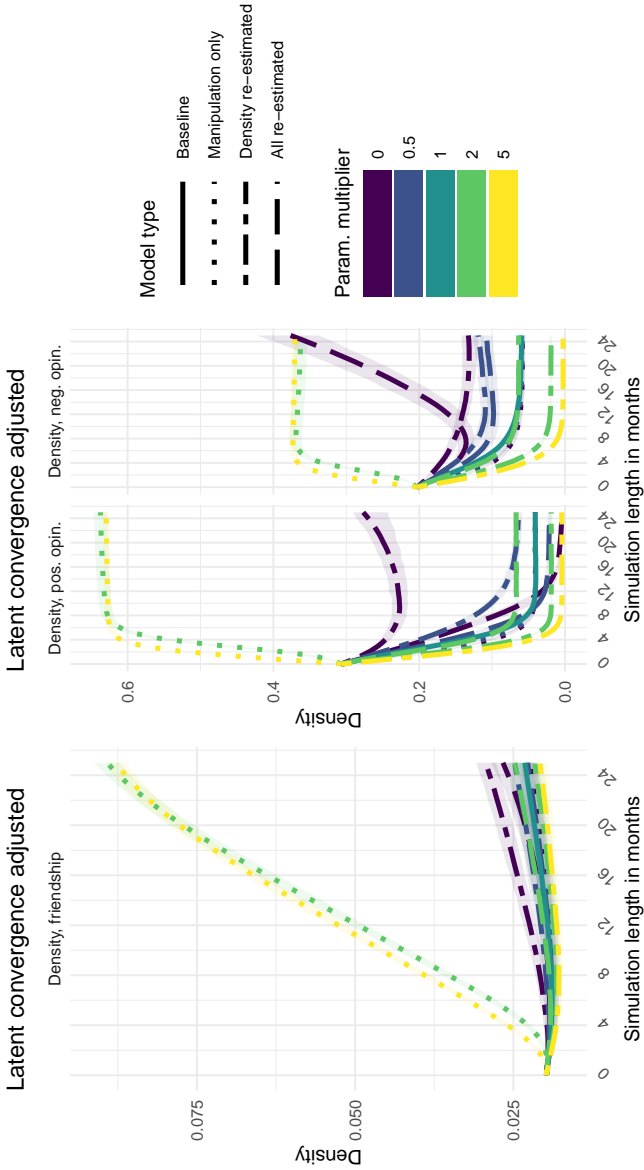 Latent convergence adjusted
Density, friendship
Density
0.075
0.050
0.025
0
4
8
12
16
20
24
Simulation length in months
Latent convergence adjusted
Density, pos. opin.
Density, neg. opin.
Density
0.6
0.4
0.2
0.0
0
4
8
12
16
20
24
0
4
8
12
16
20
24
Simulation length in months
Model type
Baseline
Manipulation only
Density re−estimated
All re−estimated
Param. multiplier
0
0.5
1
2
5